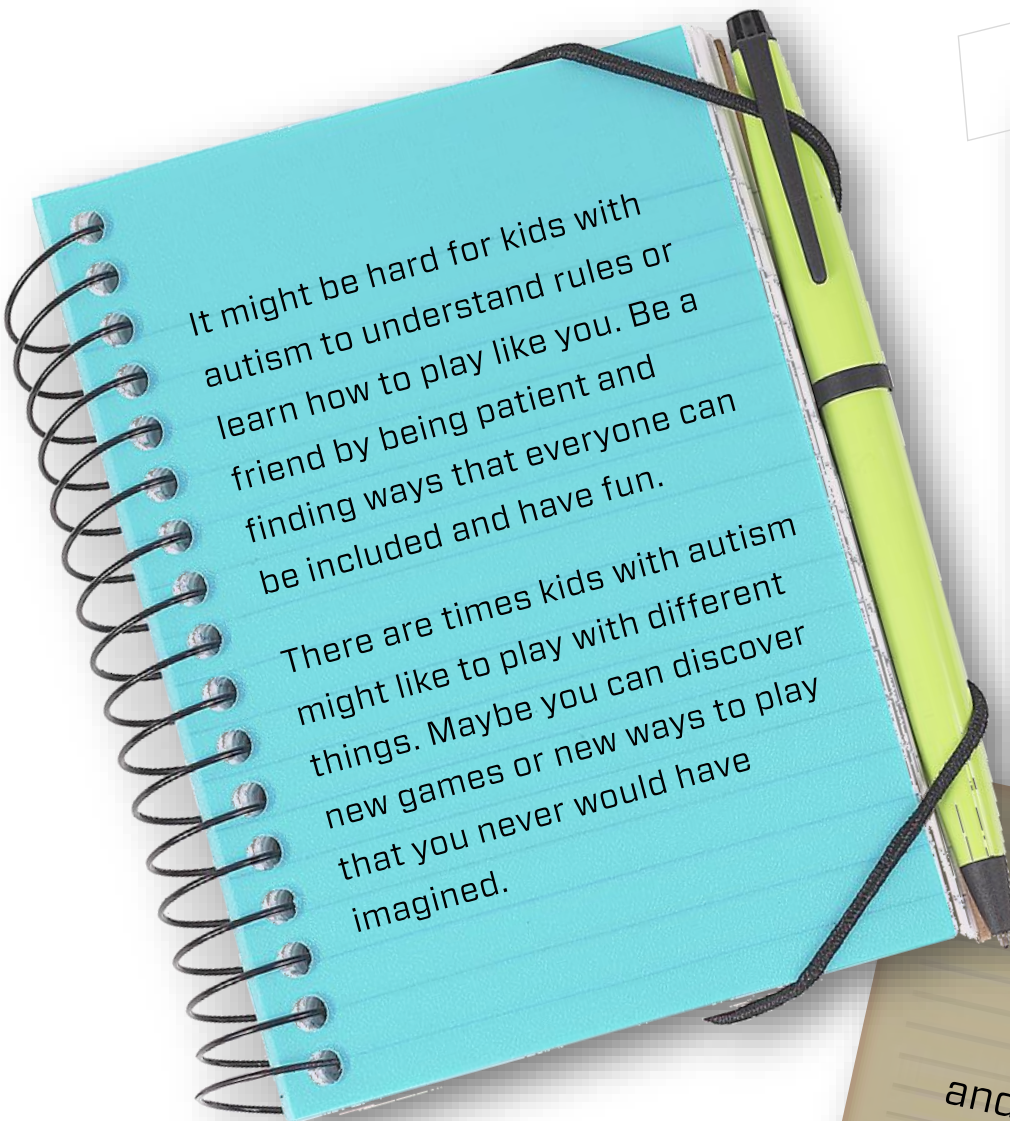 It might be hard for kids with
autism to understand rules or
learn how to play like you. Be a
friend by being patient and
finding ways that everyone can
be included and have fun.
There are times kids with autism
might like to play with different
things. Maybe you can discover
new games or new ways to play
that you never would have
imagined.
and